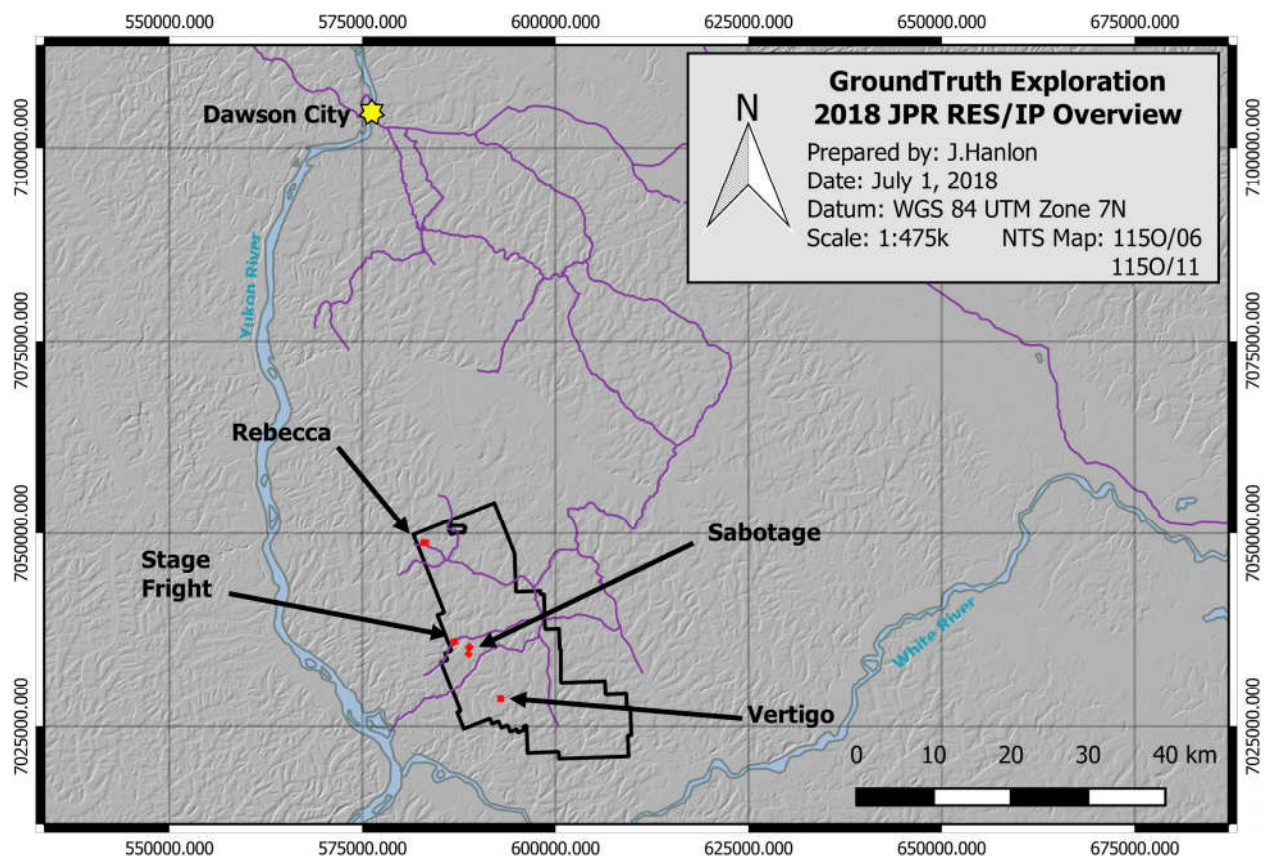 550000.000 575000.000 600000.000 625000.000 650000.000 675000.000
GroundTruth Exploration
2018 JPR RES/IP Overview
Prepared by: J.Hanlon
Date: July 1, 2018
Datum: WGS 84 UTM Zone 7N
Scale: 1:475k NTS Map: 115O/06
115O/11
N
Dawson City
7100000.000 7100000.000
Yukon River
7075000.000 7075000.000
Rebecca
7050000.000 7050000.000
Sabotage
Stage
Fright
White River
Vertigo
7025000.000 7025000.000
0 10 20 30 40 km
550000.000 575000.000 600000.000 625000.000 650000.000 675000.000